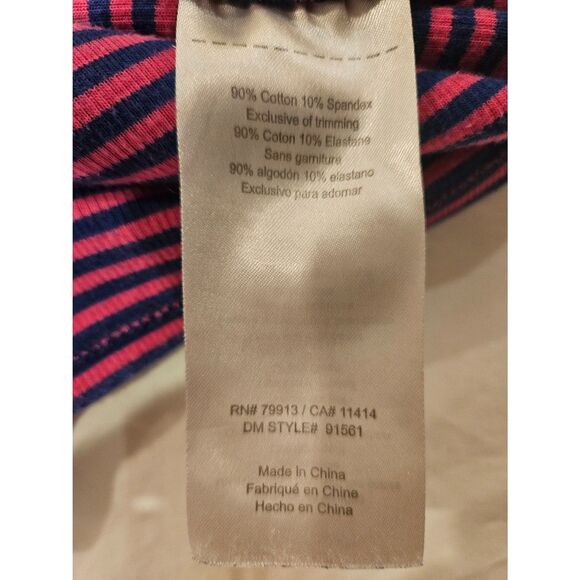 90% Cotton 10% Spandex
Exclusive of trimming
90% Coton 10% Elastane
Sans garniture
90% algodón 10% elastano
Exclusivo para adornar
RN# 79913 / CA# 11414
DM STYLE# 91561
Made in China
Fabriqué en Chine
Hecho en China